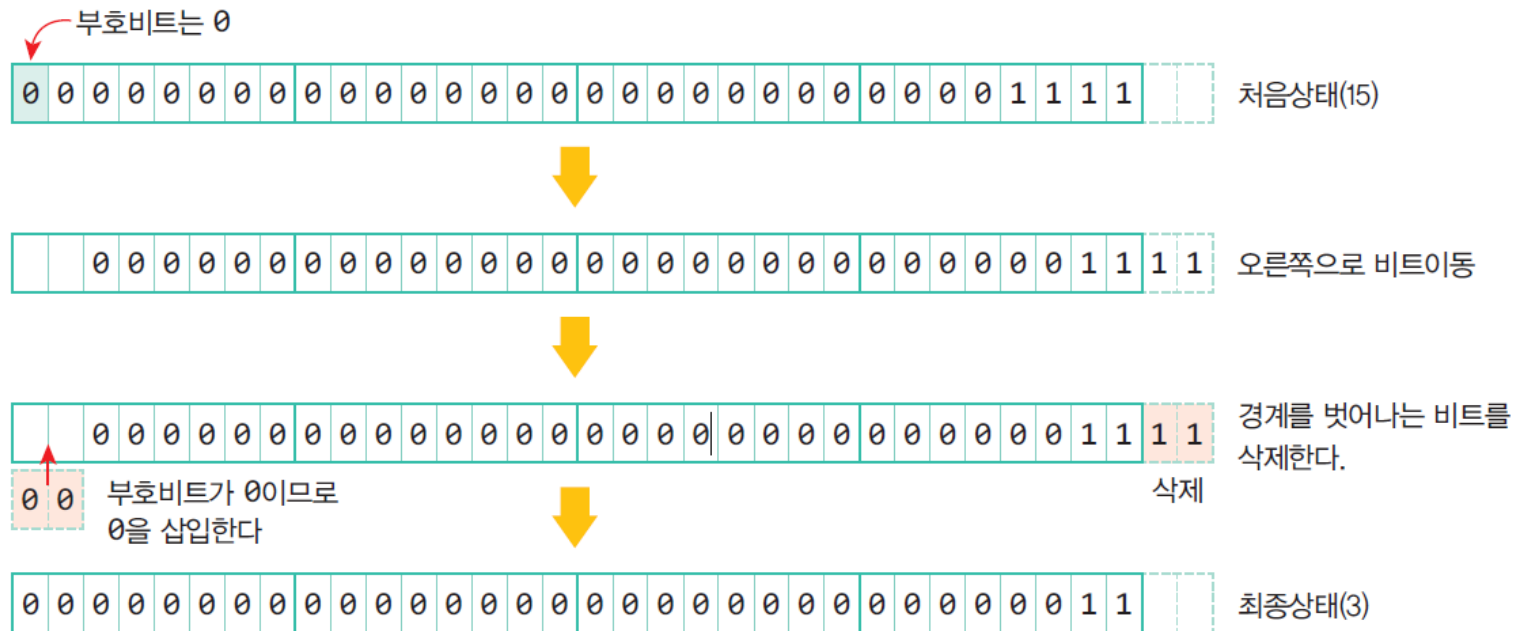 부호비트는 0
0 0 0 0 0 0 0 0 0 0 0 0 0 0 0 0 0 0 0 0 0 0 0 0 0 0 0 0 1 1 1 1 처음상태(15)
0 0 0 0 0 0 0 0 0 0 0 0 0 0 0 0 0 0 0 0 0 0 0 0 0 0 0 0 1 1 1 1 오른쪽으로 비트이동
0 0 0 0 0 0 0 0 0 0 0 0 0 0 0 0 0 0 0 0 0 0 0 0 0 0 0 0 1 1 1 1 경계를 벗어나는 비트를
삭제한다.
삭제
0 0 부호비트가 0이므로
0을 삽입한다
0 0 0 0 0 0 0 0 0 0 0 0 0 0 0 0 0 0 0 0 0 0 0 0 0 0 0 0 0 0 1 1 최종상태(3)